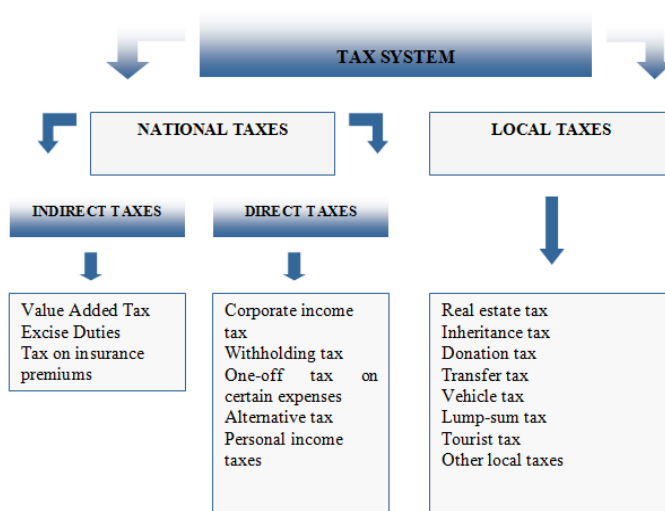 TAX SYSTEM
NATIONAL TAXES
LOCAL TAXES
INDIRECT TAXES
DIRECT TAXES
Value Added Tax
Excise Duties
Tax on insurance
premiums
Corporate income
tax
Withholding tax
One-off tax on
certain expenses
Alternative tax
Personal income
taxes
Real estate tax
Inheritance tax
Donation tax
Transfer tax
Vehicle tax
Lump-sum tax
Tourist tax
Other local taxes